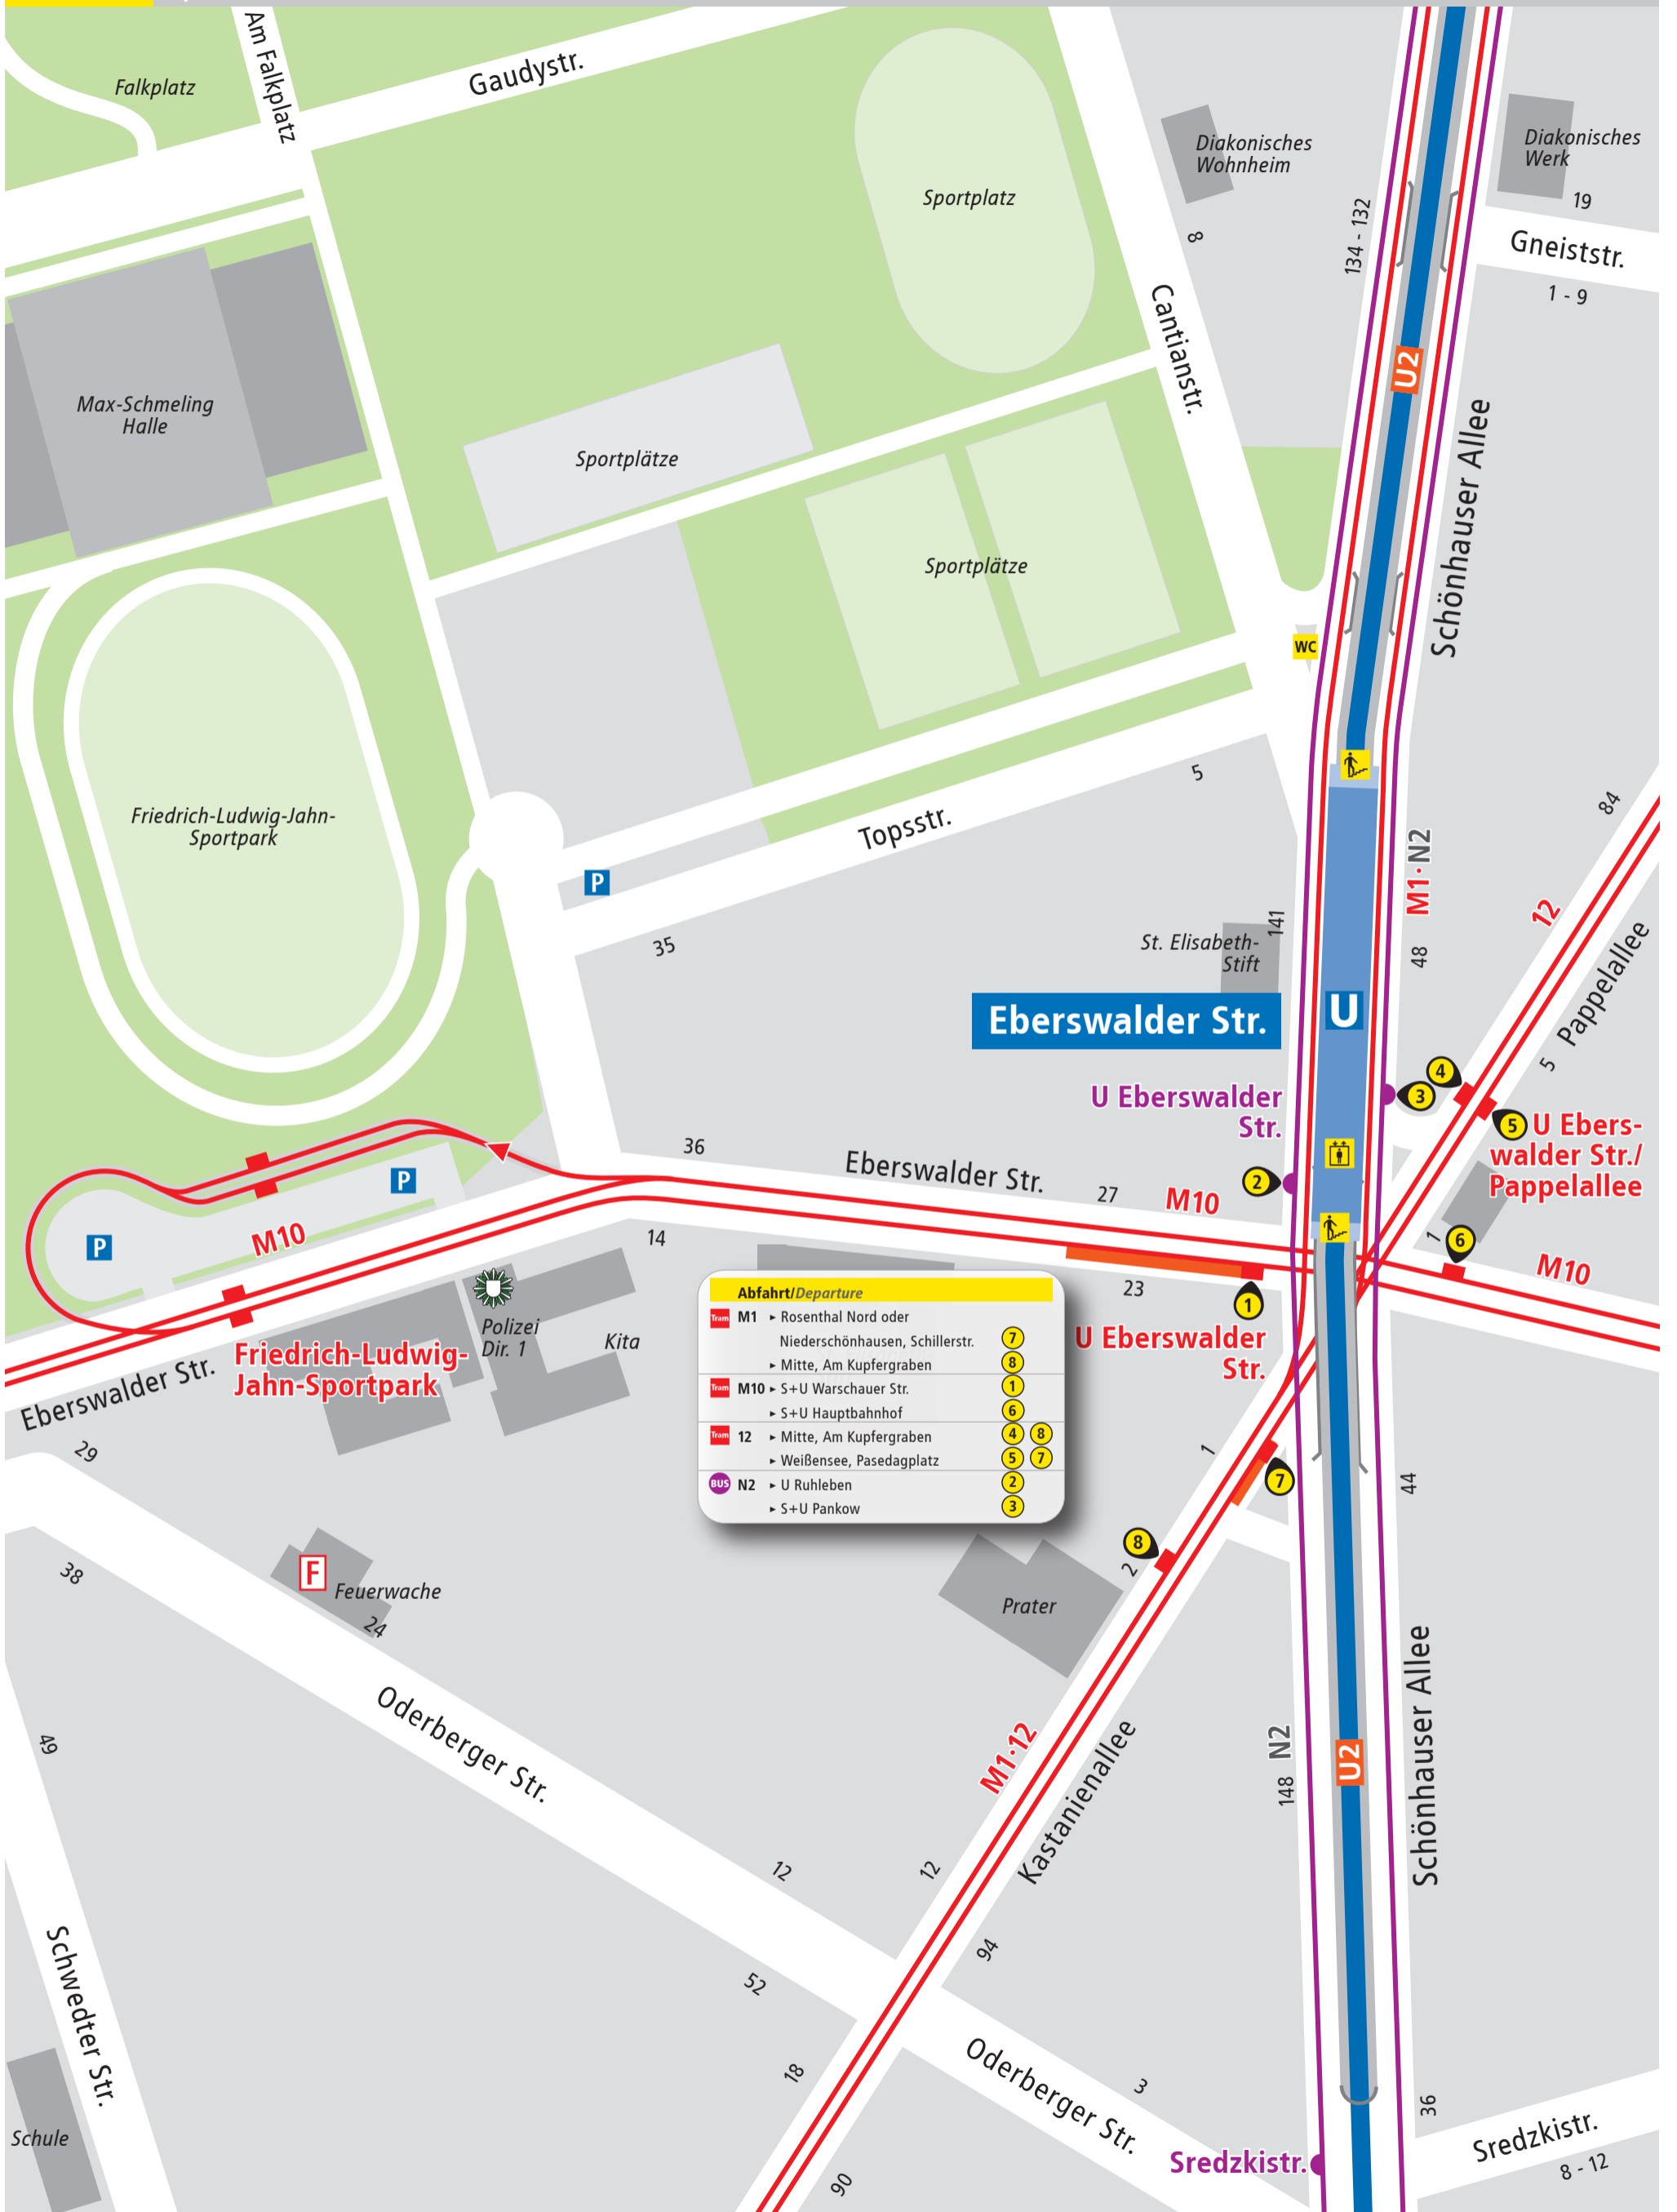 Am Falkplatz
Falkplatz
Gaudystr.
Sportplatz
Diakonisches
Wohnheim
8
134 - 132
Diakonisches
Werk
19
Gneiststr.
1 - 9
Cantianstr.
U2
Max-Schmeling
Halle
Sportplätze
Sportplätze
Schönhauser Allee
WC
Friedrich-Ludwig-Jahn-
Sportpark
5
Topsstr.
P
35
84
M1·N2
12
48
141
St. Elisabeth-
Stift
Pappelallee
5
Eberswalder Str.
U
U Eberswalder
Str.
4
3
5
U Ebers-
walder Str./
Pappelallee
2
36
Eberswalder Str.
27
M10
P
P
M10
14
1
6
M10
23
1
U Eberswalder
Str.
Polizei
Dir. 1
Kita
Friedrich-Ludwig-
Jahn-Sportpark
Eberswalder Str.
29
Abfahrt/Departure
Tram M1 ▸ Rosenthal Nord oder
Niederschönhausen, Schillerstr. 7
▸ Mitte, Am Kupfergraben 8
Tram M10 ▸ S+U Warschauer Str. 1
▸ S+U Hauptbahnhof 6
Tram 12 ▸ Mitte, Am Kupfergraben 4 8
▸ Weißensee, Pasedagplatz 5 7
BUS N2 ▸ U Ruhleben 2
▸ S+U Pankow 3
1
7
44
8
2
38
F
Feuerwache
24
Prater
Oderberger Str.
49
M1·12
Kastanienallee
N2
148
U2
Schönhauser Allee
12
12
94
52
Schwedter Str.
18
Oderberger Str.
3
36
Schule
90
Sredzkistr.
Sredzkistr.
8 - 12